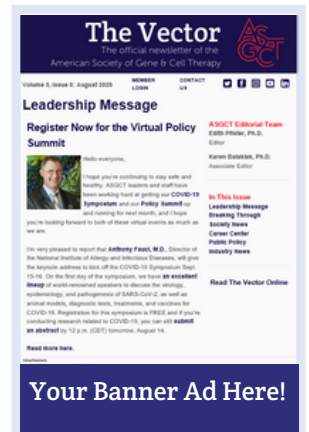 The Vector
The official newsletter of the
American Society of Gene & Cell Therapy
ASGCT
Volume 5, Issue 8: August 2020
MEMBER
LOGIN
CONTACT
US
Leadership Message
Register Now for the Virtual Policy
Summit
Hello everyone,
I hope you're continuing to stay safe and
healthy. ASGCT leaders and staff have
been working hard at getting our COVID-19
Symposium and our Policy Summit up
and running for next month, and I hope
you're looking forward to both of these virtual events as much as
we are.
I'm very pleased to report that Anthony Fauci, M.D., Director of
the National Institute of Allergy and Infectious Diseases, will give
the keynote address to kick off the COVID-19 Symposium Sept.
15-16. On the first day of the symposium, we have an excellent
lineup of world-renowned speakers to discuss the virology,
epidemiology, and pathogenesis of SARS-CoV-2, as well as
animal models, diagnostic tests, treatments, and vaccines for
COVID-19. Registration for this symposium is FREE and if you're
conducting research related to COVID-19, you can still submit
an abstract by 12 p.m. (CDT) tomorrow, August 14.
Read more here.
Advertisement
ASGCT Editorial Team
Edith Pfister, Ph.D.
Editor
Karen Bulaklak, Ph.D.
Associate Editor
In This Issue
Leadership Message
Breaking Through
Society News
Career Center
Public Policy
Industry News
Read The Vector Online
Your Banner Ad Here!